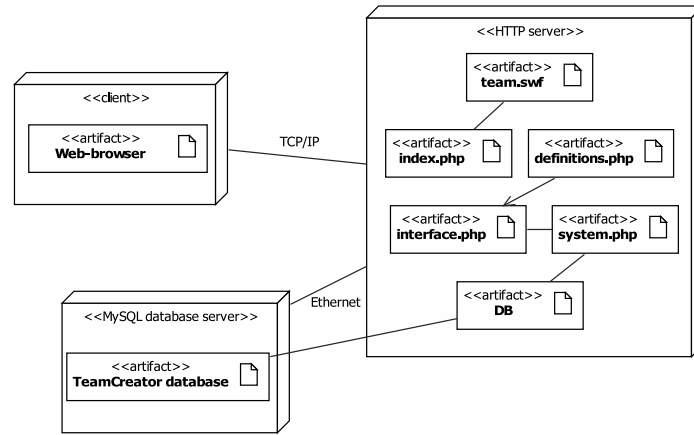 <<HTTP server>>
<<artifact>>
team.swf
<<client>>
<<artifact>>
Web-browser
TCP/IP
<<artifact>>
index.php
<<artifact>>
definitions.php
<<artifact>>
interface.php
<<artifact>>
system.php
Ethernet
<<artifact>>
DB
<<MySQL database server>>
<<artifact>>
TeamCreator database